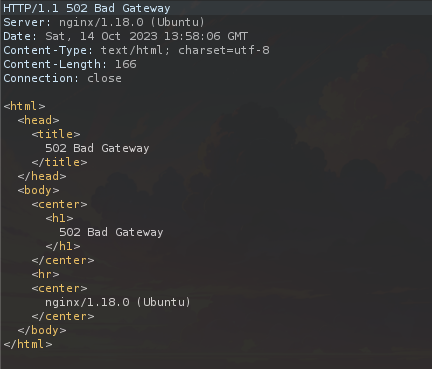 HTTP/1.1 502 Bad Gateway
Server: nginx/1.18.0 (Ubuntu)
Date: Sat, 14 Oct 2023 13:58:06 GMT
Content-Type: text/html; charset=utf-8
Content-Length: 166
Connection: close

<html>
  <head>
    <title>
      502 Bad Gateway
    </title>
  </head>
  <body>
    <center>
      <h1>
        502 Bad Gateway
      </h1>
    </center>
    <hr>
    <center>
      nginx/1.18.0 (Ubuntu)
    </center>
  </body>
</html>